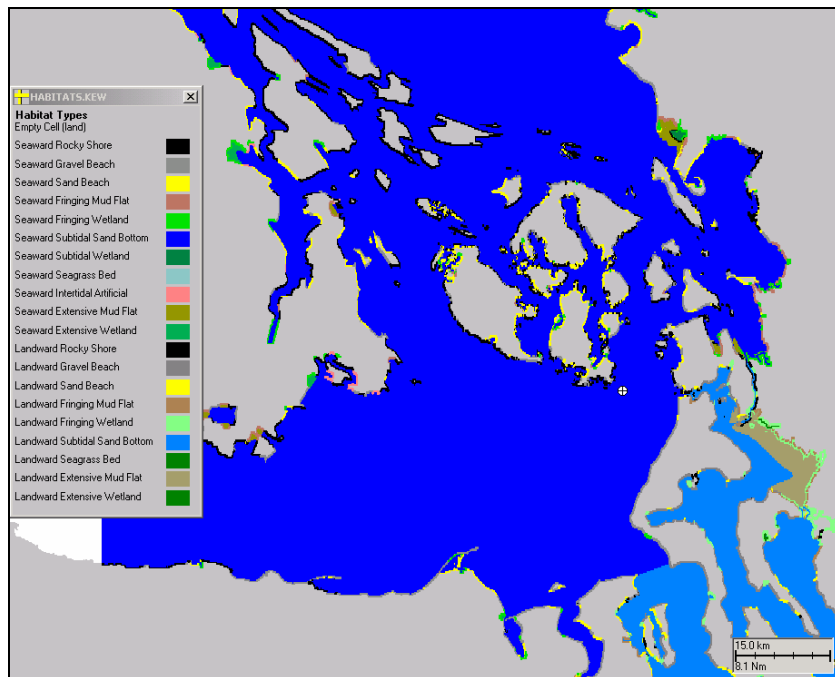 HABITATS.KEW
Habitat Types
Empty Cell (land)
Seaward Rocky Shore
Seaward Gravel Beach
Seaward Sand Beach
Seaward Fringing Mud Flat
Seaward Fringing Wetland
Seaward Subtidal Sand Bottom
Seaward Subtidal Wetland
Seaward Seagrass Bed
Seaward Intertidal Artificial
Seaward Extensive Mud Flat
Seaward Extensive Wetland
Landward Rocky Shore
Landward Gravel Beach
Landward Sand Beach
Landward Fringing Mud Flat
Landward Fringing Wetland
Landward Subtidal Sand Bottom
Landward Seagrass Bed
Landward Extensive Mud Flat
Landward Extensive Wetland
15.0 km
8.1 Nm